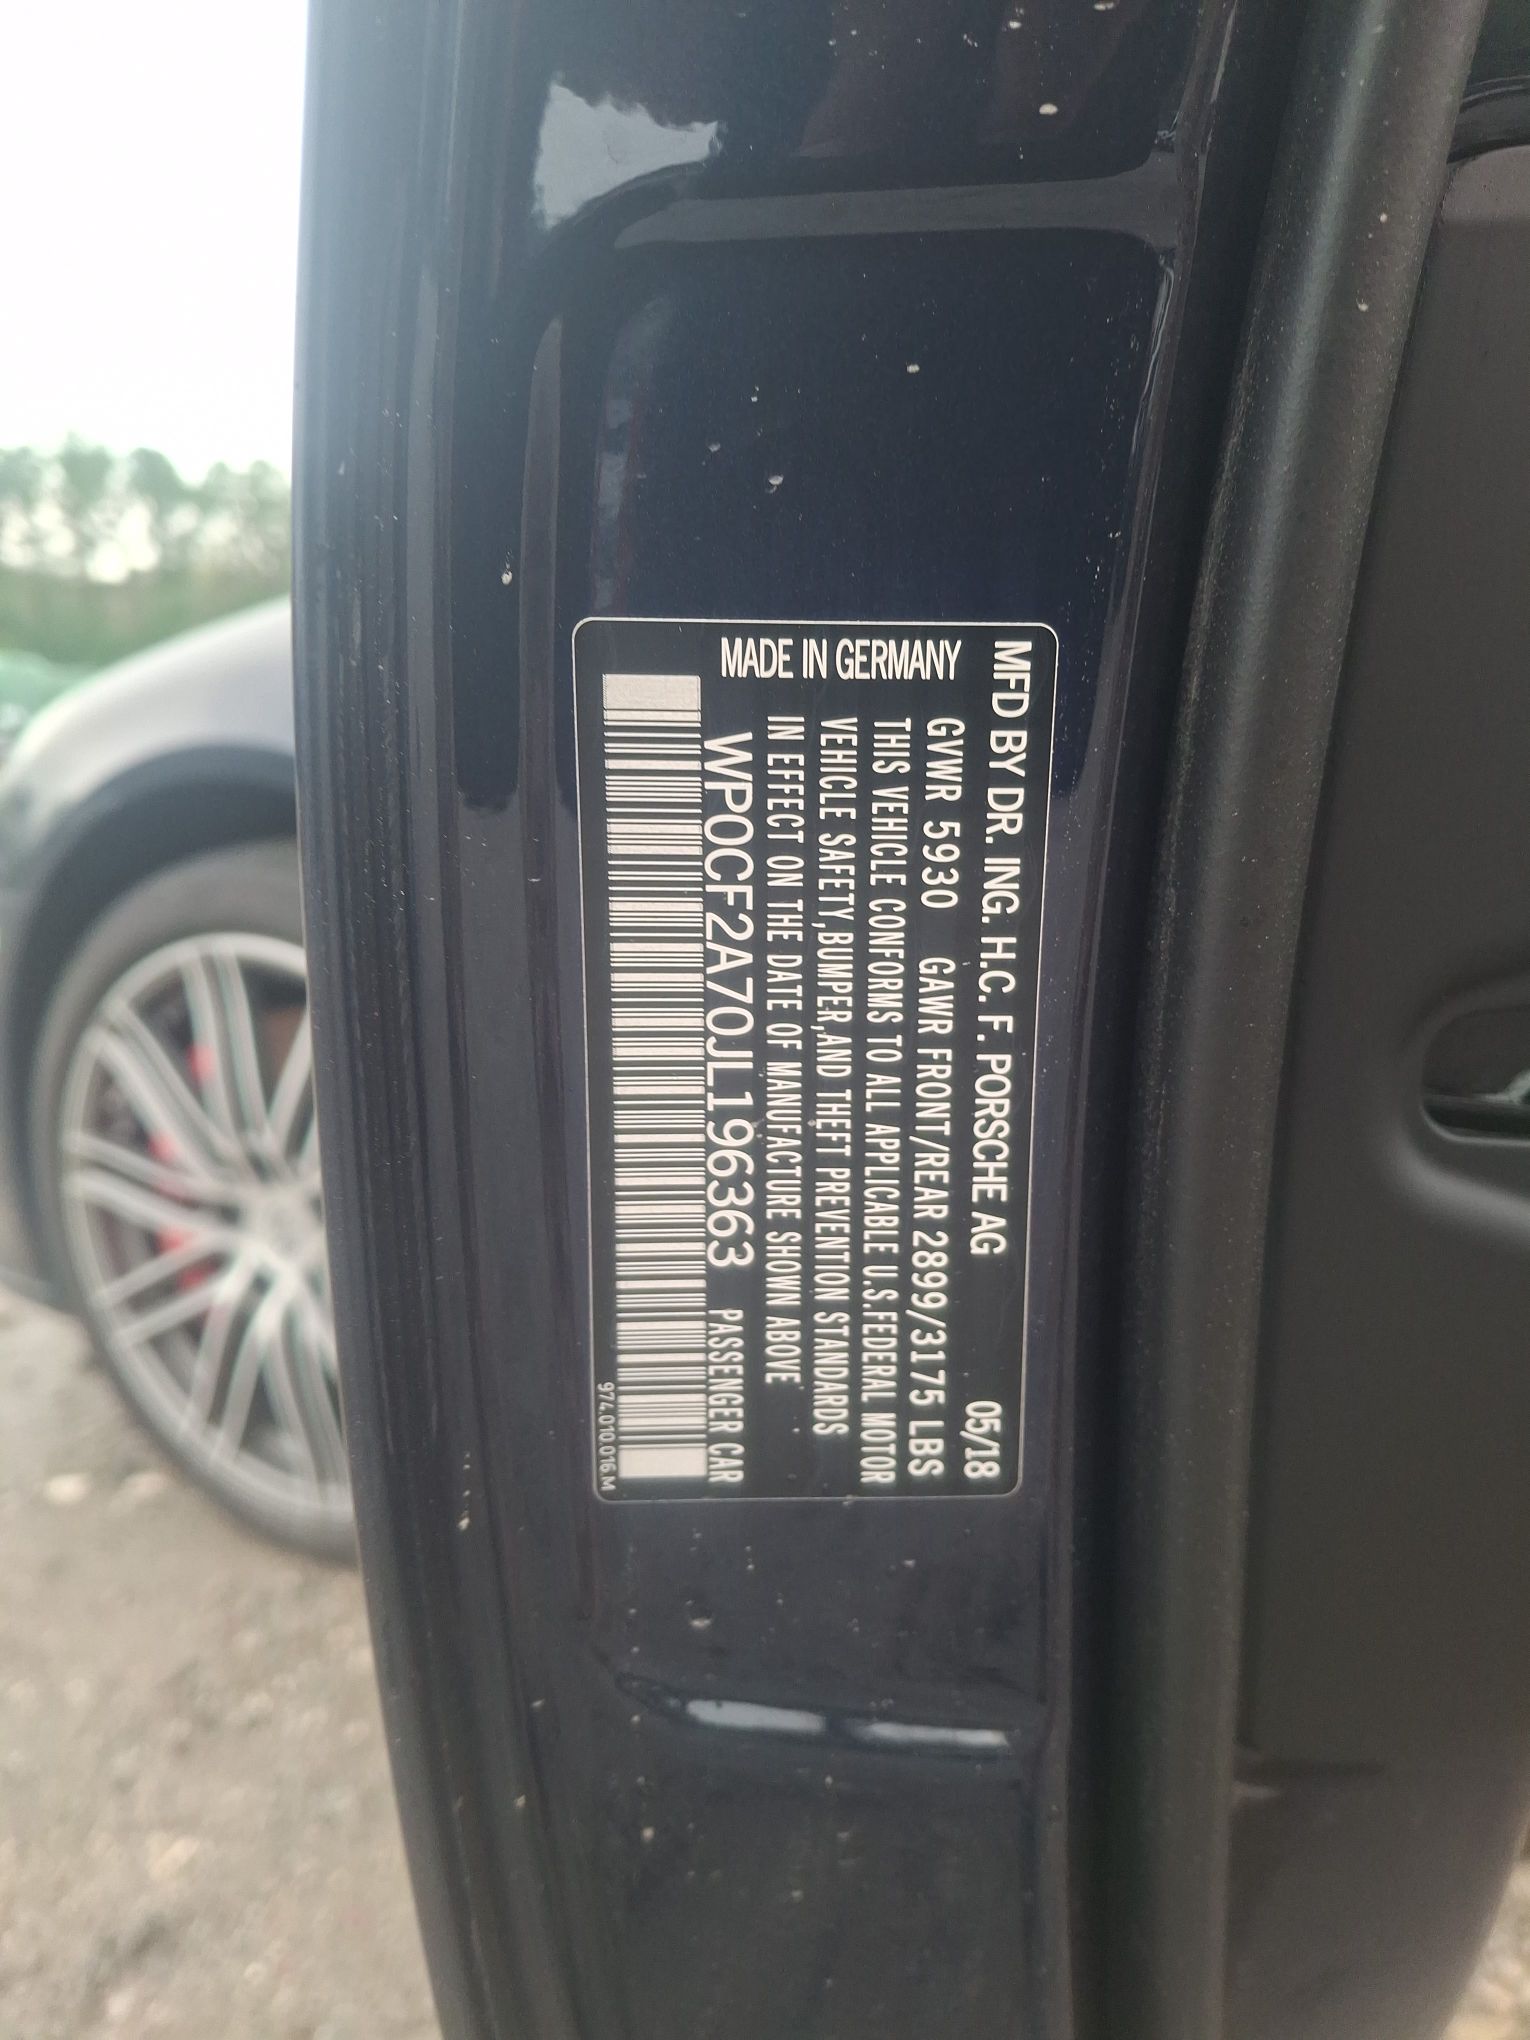 MFD BY DR. ING. H.C. F. PORSCHE AG 05/18
GVWR 5930 GAWR FRONT/REAR 2899/3175 LBS
THIS VEHICLE CONFORMS TO ALL APPLICABLE U.S.FEDERAL MOTOR
VEHICLE SAFETY,BUMPER,AND THEFT PREVENTION STANDARDS
IN EFFECT ON THE DATE OF MANUFACTURE SHOWN ABOVE
WP0CF2A70JL196363 PASSENGER CAR
MADE IN GERMANY
974.010.016.M